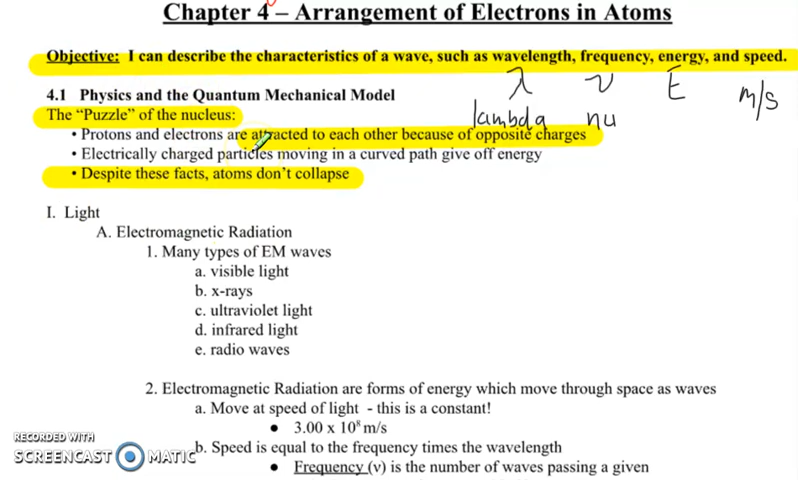 Chapter 4 – Arrangement of Electrons in Atoms
Objective: I can describe the characteristics of a wave, such as wavelength, frequency, energy, and speed.
λ ν E m/s
lambda nu
4.1 Physics and the Quantum Mechanical Model
The “Puzzle” of the nucleus:
• Protons and electrons are attracted to each other because of opposite charges
• Electrically charged particles moving in a curved path give off energy
• Despite these facts, atoms don’t collapse
I. Light
A. Electromagnetic Radiation
1. Many types of EM waves
a. visible light
b. x-rays
c. ultraviolet light
d. infrared light
e. radio waves
2. Electromagnetic Radiation are forms of energy which move through space as waves
a. Move at speed of light - this is a constant!
• 3.00 x 10⁸ m/s
b. Speed is equal to the frequency times the wavelength
• Frequency (ν) is the number of waves passing a given
RECORDED WITH
SCREENCAST MATIC